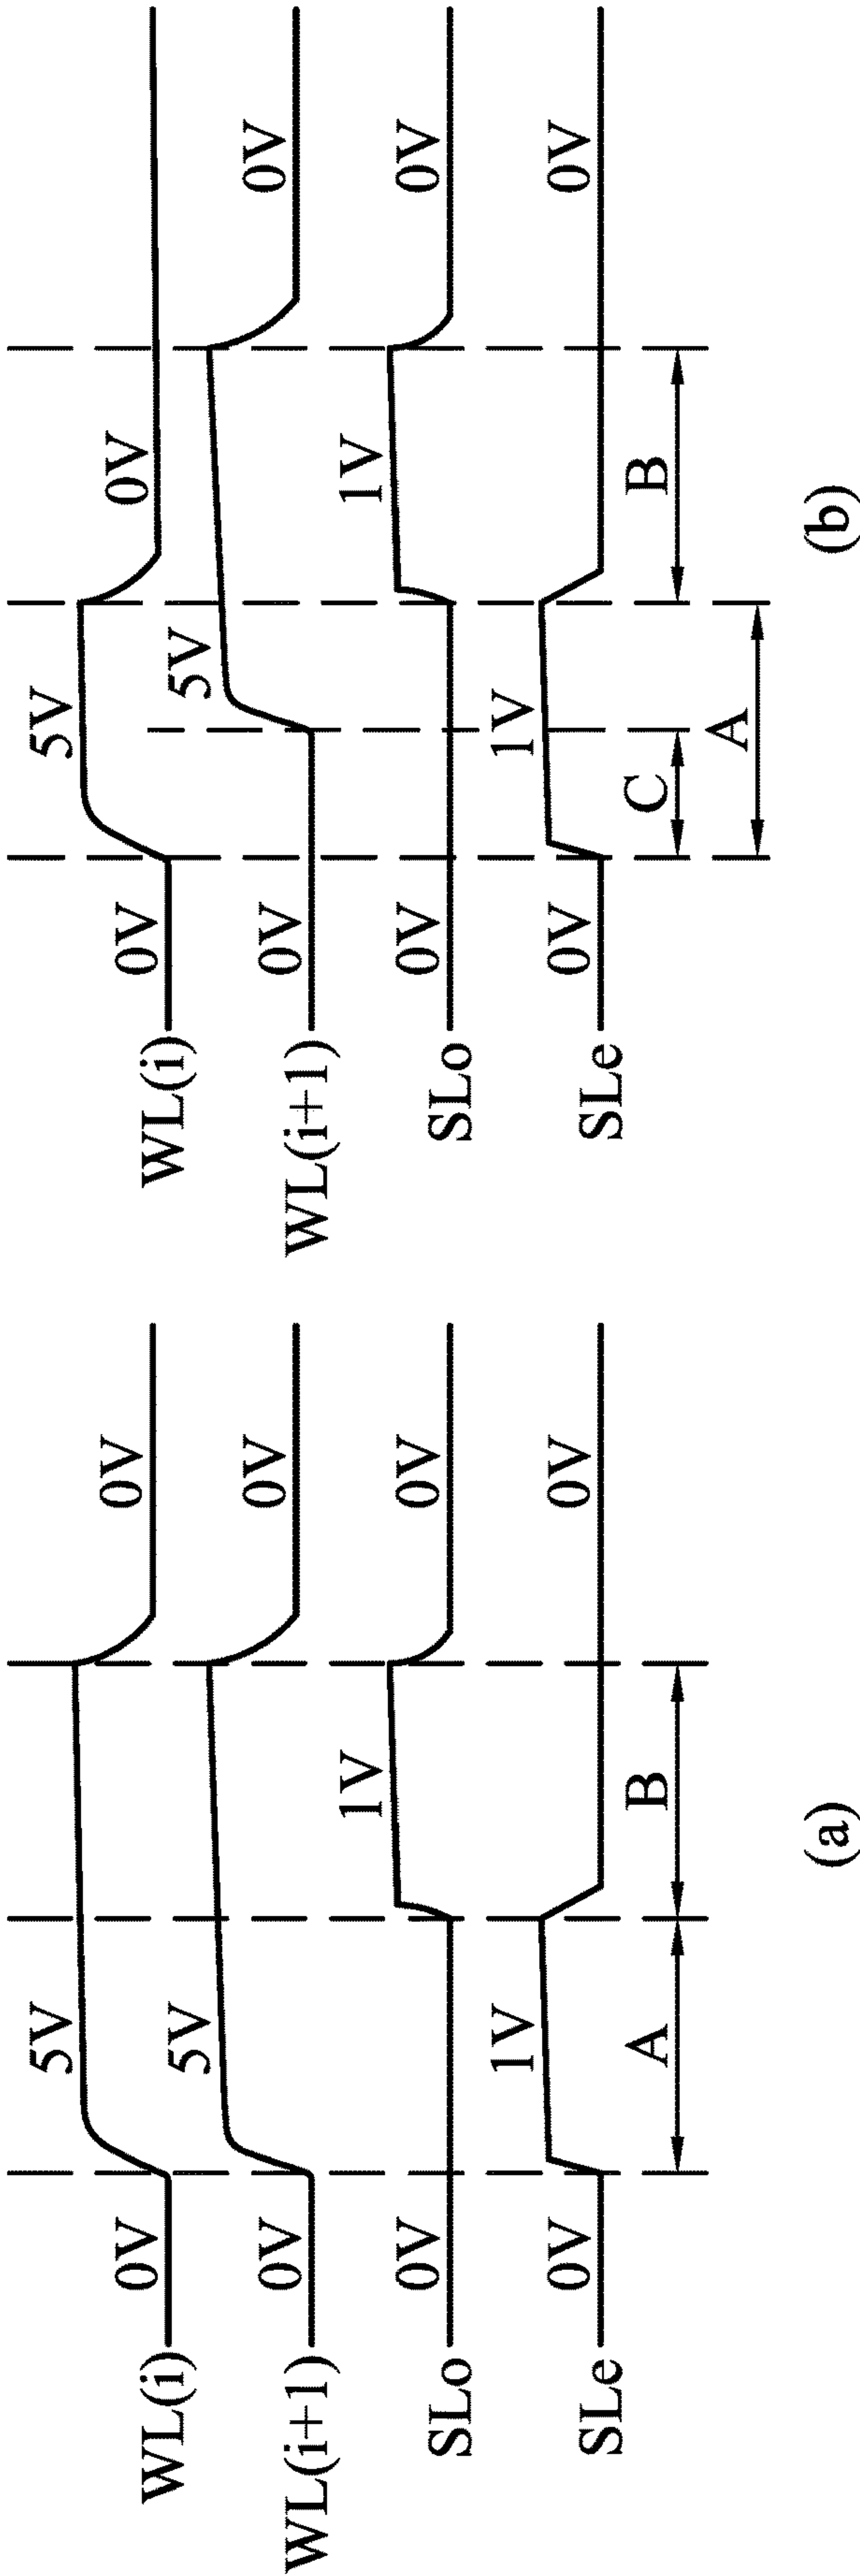 WL(i) 0V 5V 0V
WL(i+1) 0V 5V 0V
SLo 0V 1V 0V
SLe 0V 1V 0V
A B
(a)
WL(i) 0V 5V 0V
WL(i+1) 0V 5V 0V
SLo 0V 1V 0V
SLe 0V 1V 0V
C B
A
(b)